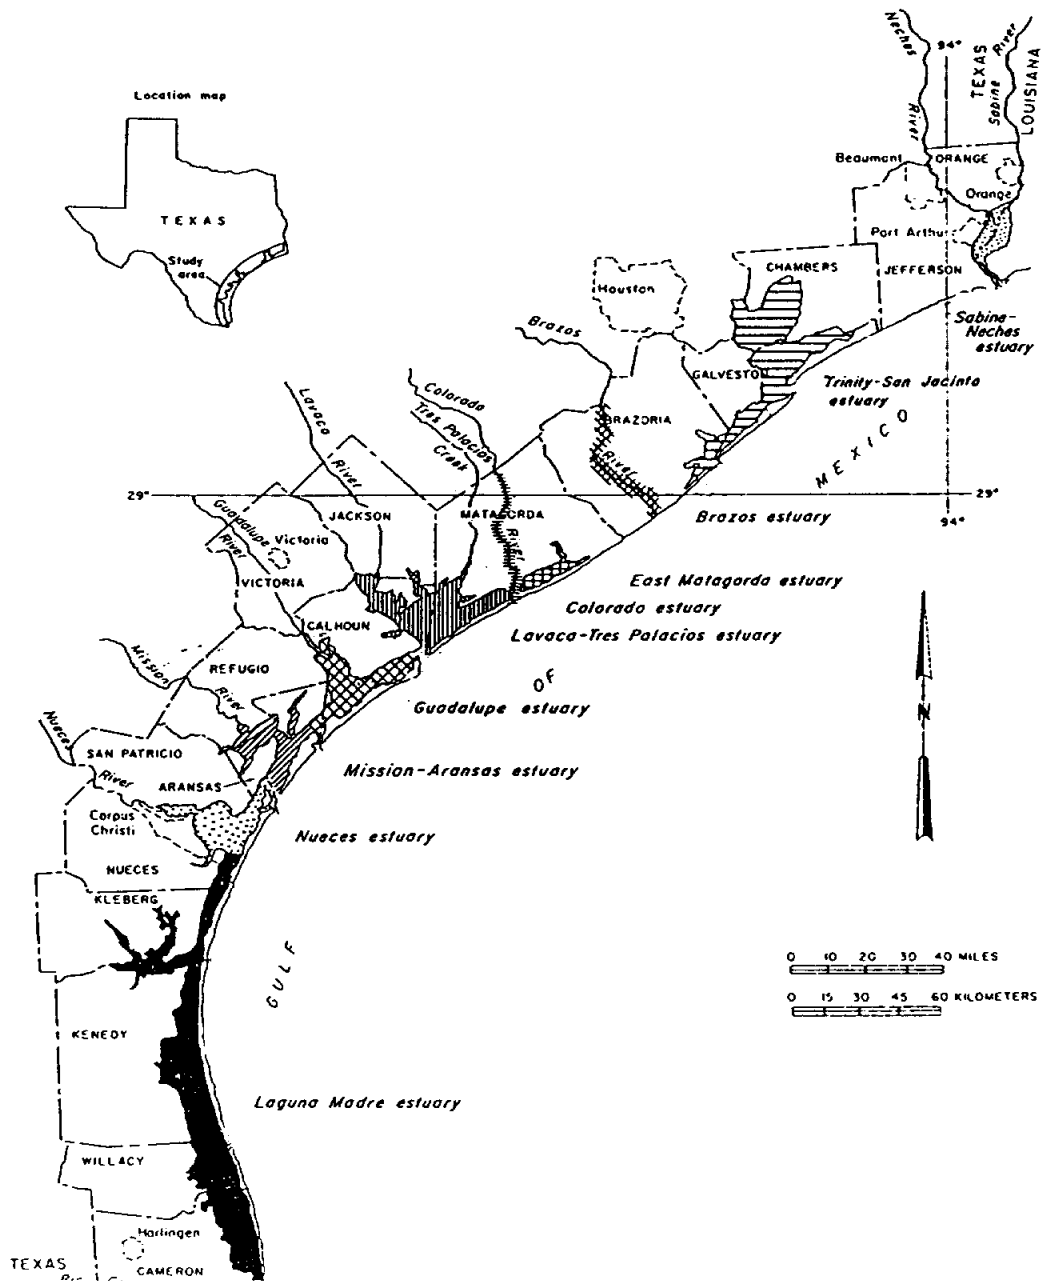 Location map
TEXAS
Study
area
Neches
River
94°
TEXAS
Sabine River
LOUISIANA
Beaumont
ORANGE
Orange
Port Arthur
JEFFERSON
CHAMBERS
Houston
Sabine-
Neches
estuary
Brazos
River
GALVESTON
BRAZORIA
Trinity-San Jacinto
estuary
Lavaca
River
Colorado
River
Tres Palacios
Creek
GULF OF MEXICO
29°
29°
94°
JACKSON
MATAGORDA
Brazos estuary
Guadalupe
River
Victoria
VICTORIA
East Matagorda estuary
Colorado estuary
CALHOUN
Lavaca-Tres Palacios estuary
Mission
River
REFUGIO
Guadalupe estuary
N
Nueces
River
SAN PATRICIO
Mission-Aransas estuary
ARANSAS
Corpus
Christi
Nueces estuary
NUECES
KLEBERG
0 10 20 30 40 MILES
0 15 30 45 60 KILOMETERS
KENEDY
Laguna Madre estuary
WILLACY
Harlingen
TEXAS
CAMERON